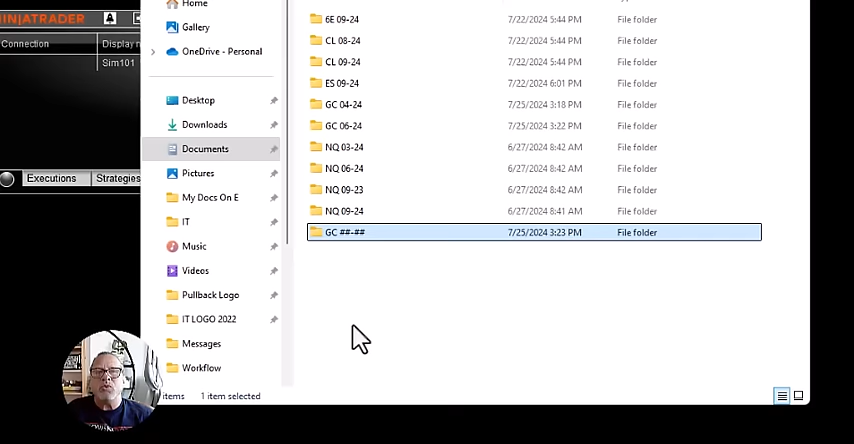 Home
NINJATRADER
A
6E 09-24 7/22/2024 5:44 PM File folder
Gallery
Connection Display n
CL 08-24 7/22/2024 5:44 PM File folder
OneDrive - Personal
Sim101
CL 09-24 7/22/2024 5:44 PM File folder
ES 09-24 7/22/2024 6:01 PM File folder
Desktop
GC 04-24 7/25/2024 3:18 PM File folder
Downloads
GC 06-24 7/25/2024 3:22 PM File folder
Documents
NQ 03-24 6/27/2024 8:42 AM File folder
Pictures
NQ 06-24 6/27/2024 8:42 AM File folder
Executions Strategies
NQ 09-23 6/27/2024 8:42 AM File folder
My Docs On E
NQ 09-24 6/27/2024 8:41 AM File folder
IT
GC ##-## 7/25/2024 3:23 PM File folder
Music
Videos
Pullback Logo
IT LOGO 2022
Messages
Workflow
items 1 item selected